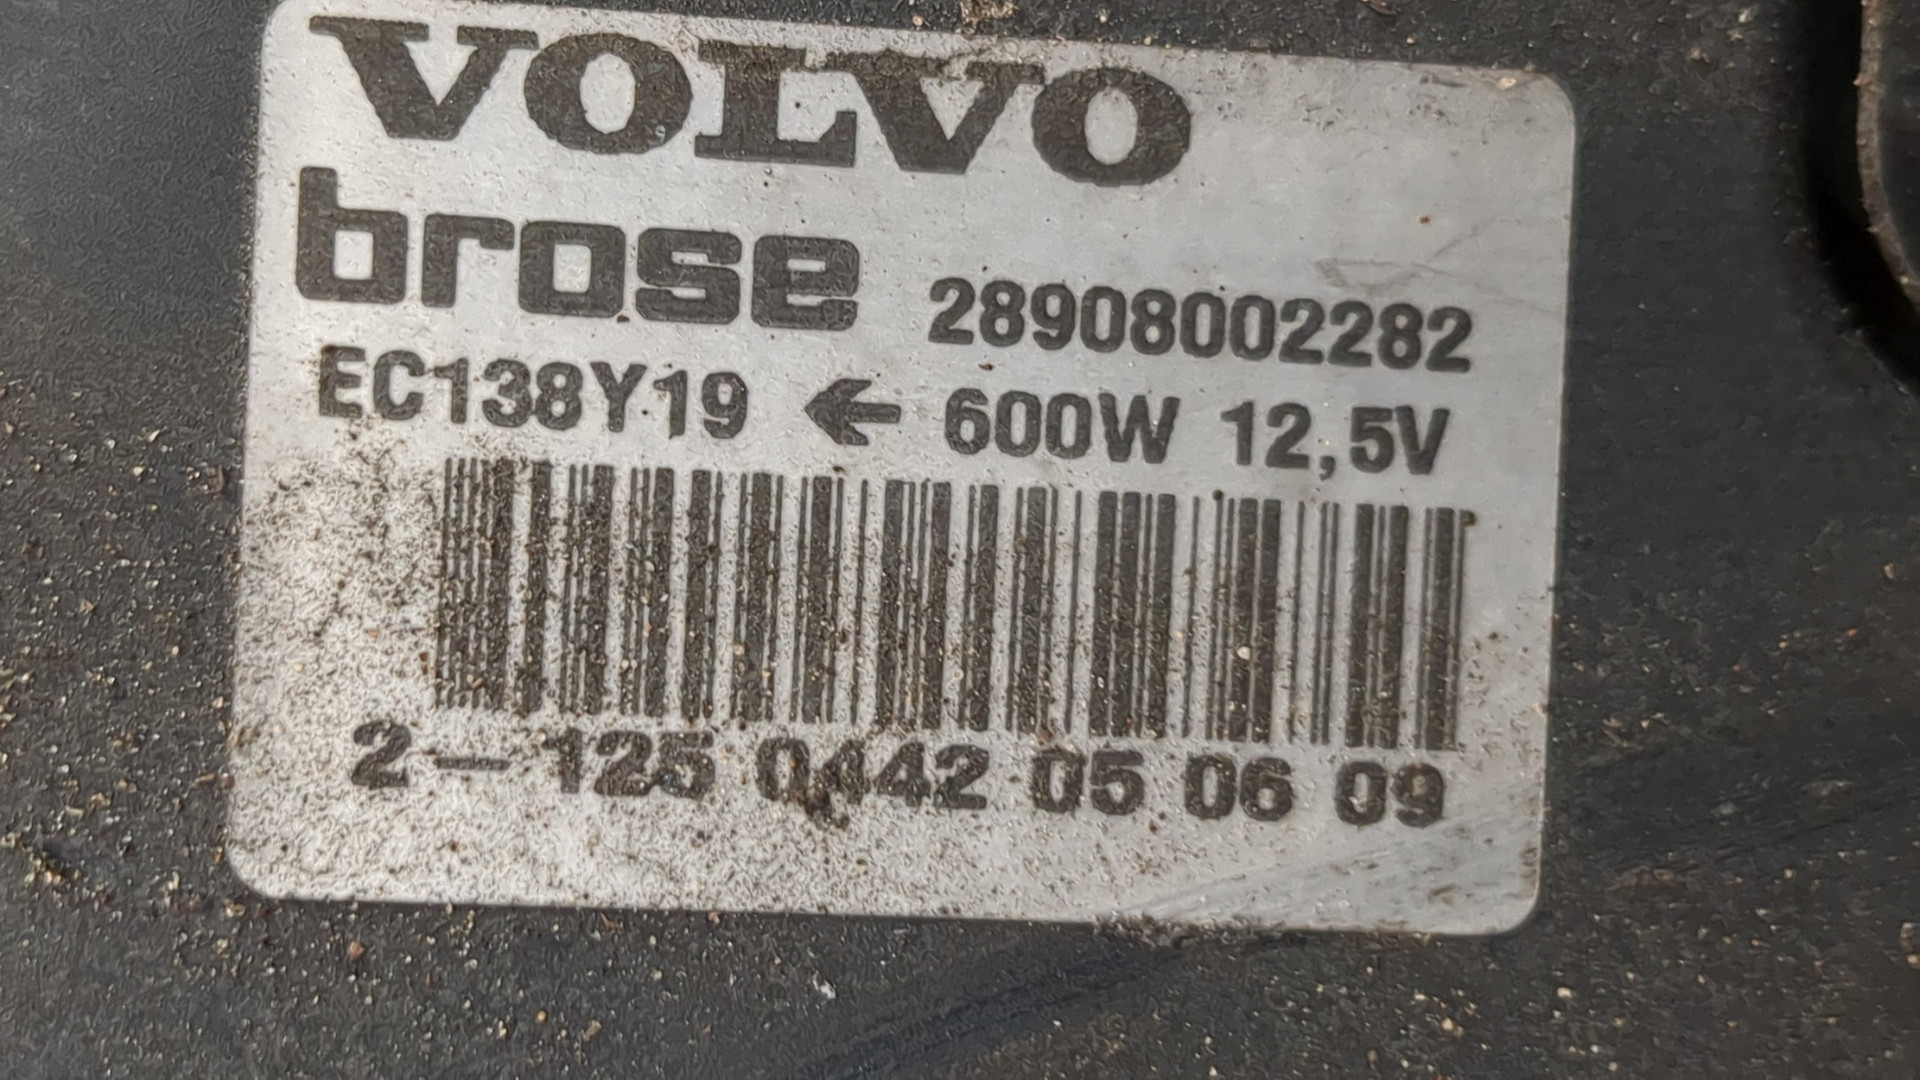 VOLVO
brose 28908002282
EC138Y19 ← 600W 12,5V
2-125 0442 05 06 09